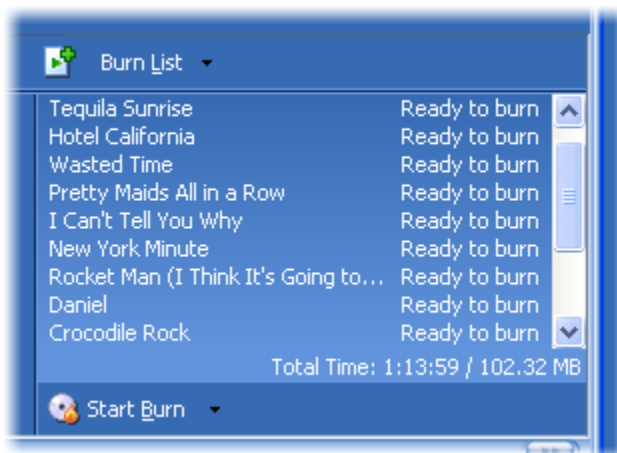 Burn List
Tequila Sunrise Ready to burn
Hotel California Ready to burn
Wasted Time Ready to burn
Pretty Maids All in a Row Ready to burn
I Can't Tell You Why Ready to burn
New York Minute Ready to burn
Rocket Man (I Think It's Going to... Ready to burn
Daniel Ready to burn
Crocodile Rock Ready to burn
Total Time: 1:13:59 / 102.32 MB
Start Burn